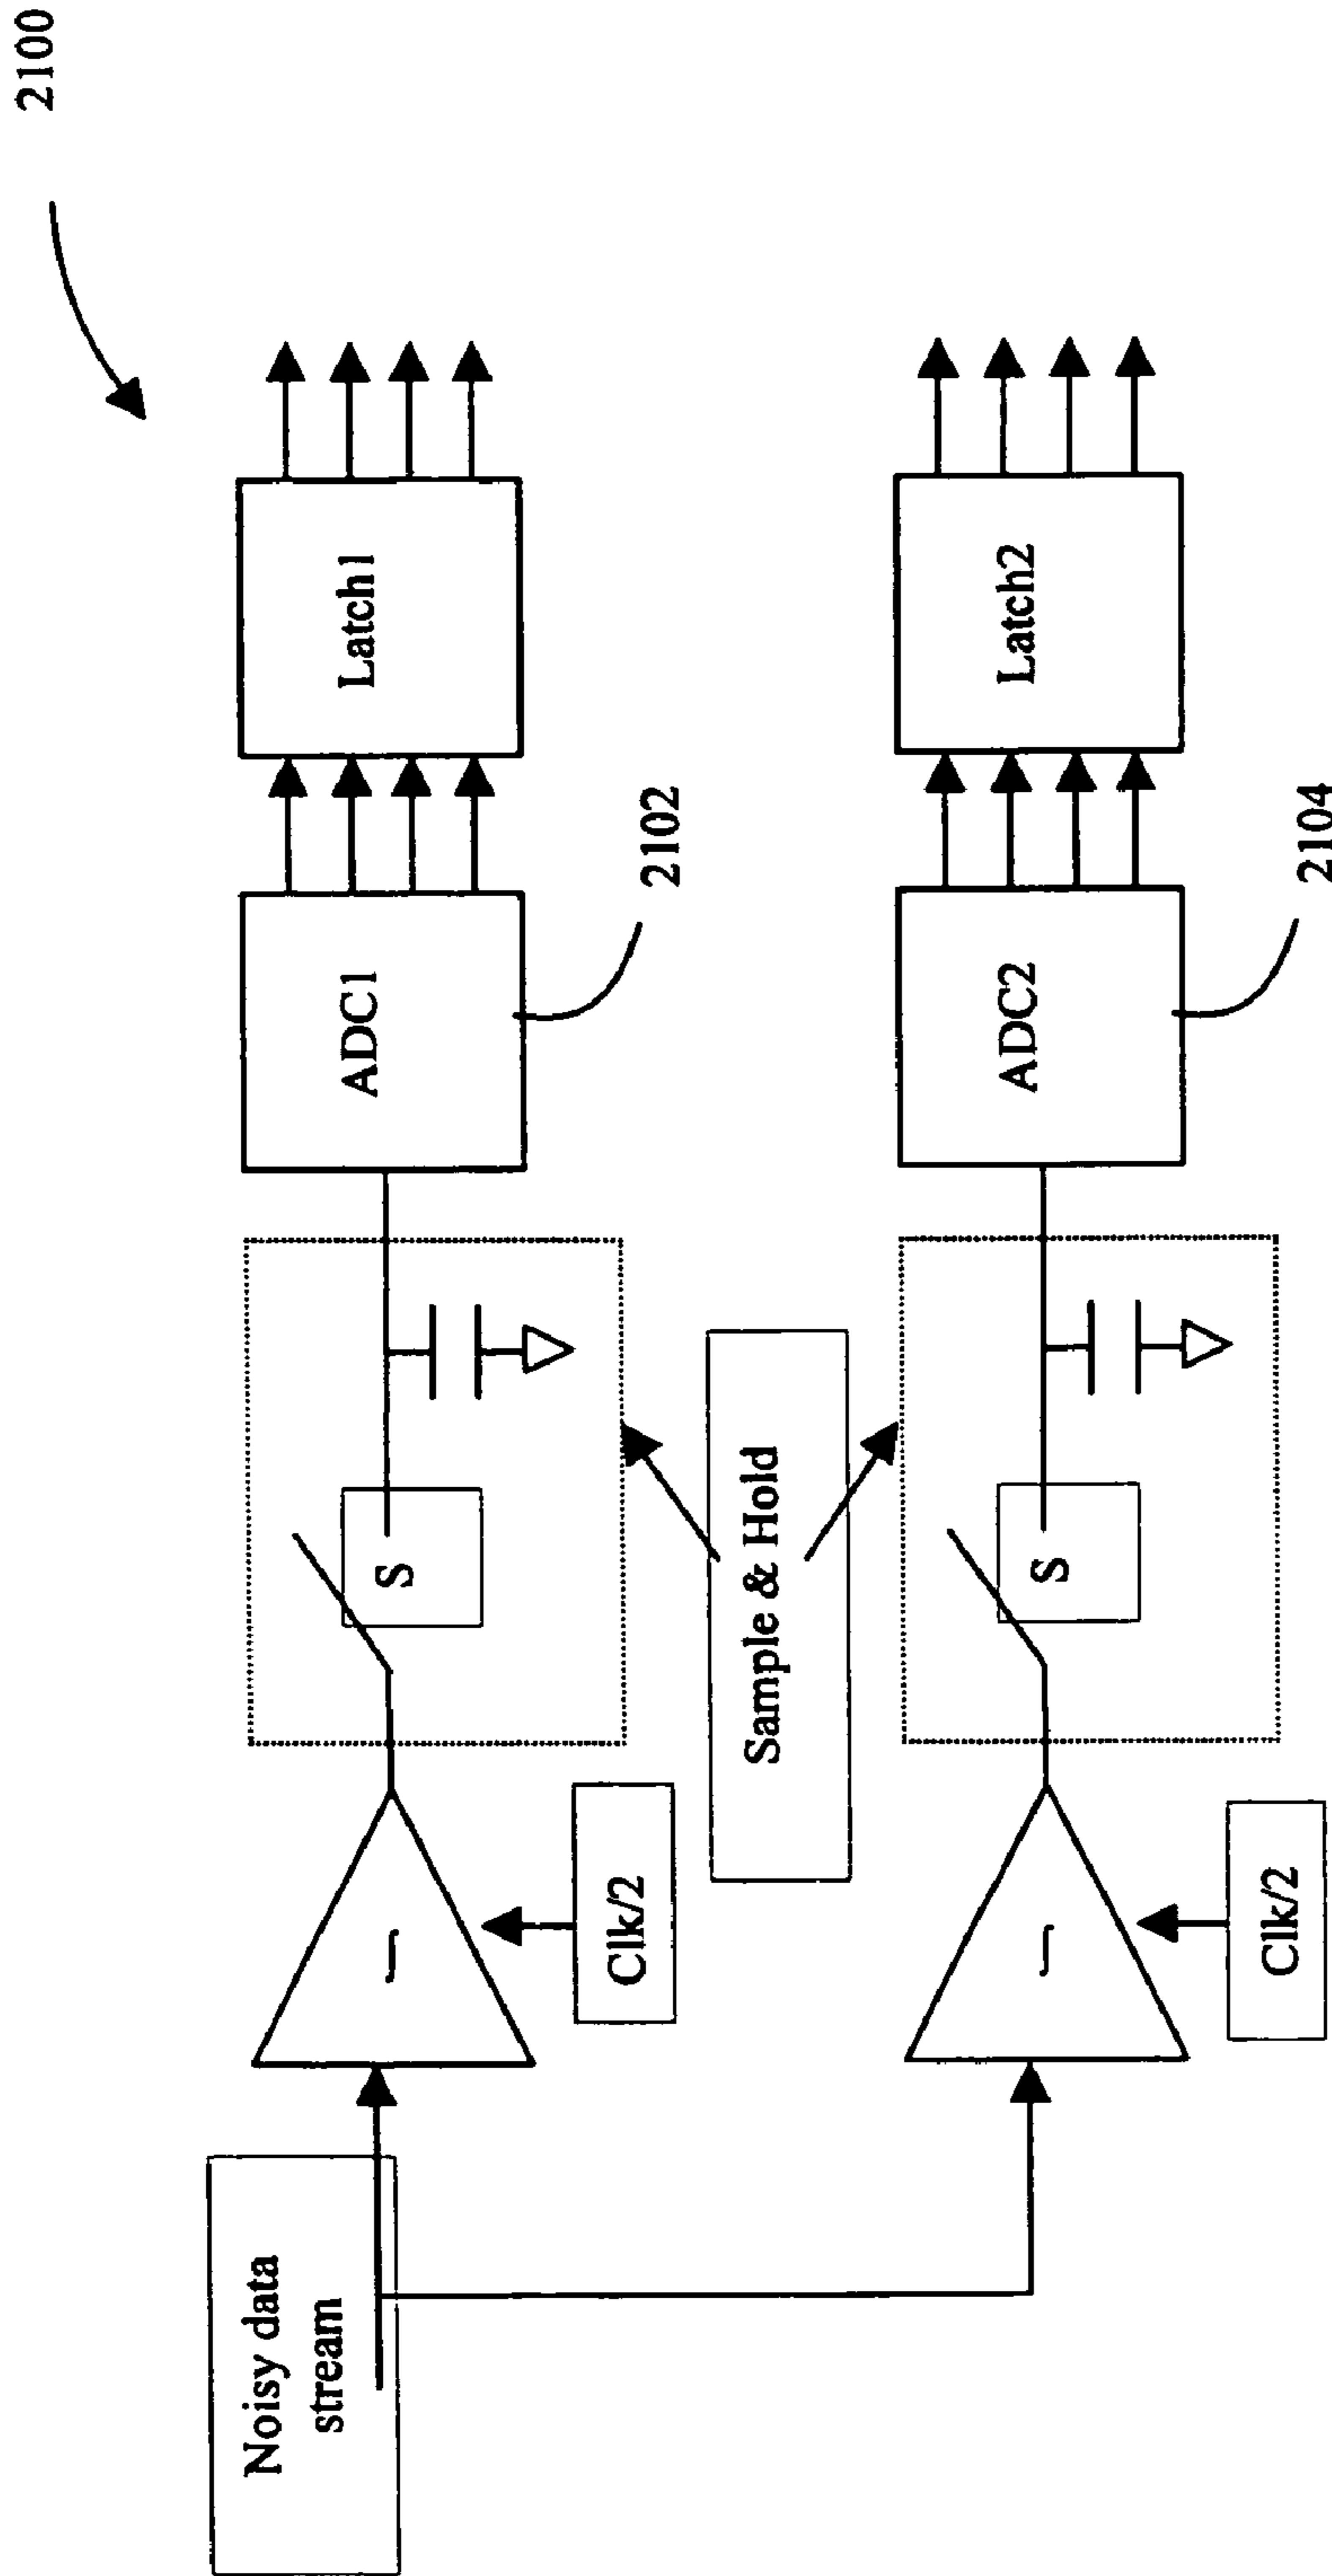 2100
Noisy data
stream
∫
Clk/2
S
ADC1
2102
Latch1
Sample & Hold
∫
Clk/2
S
ADC2
2104
Latch2